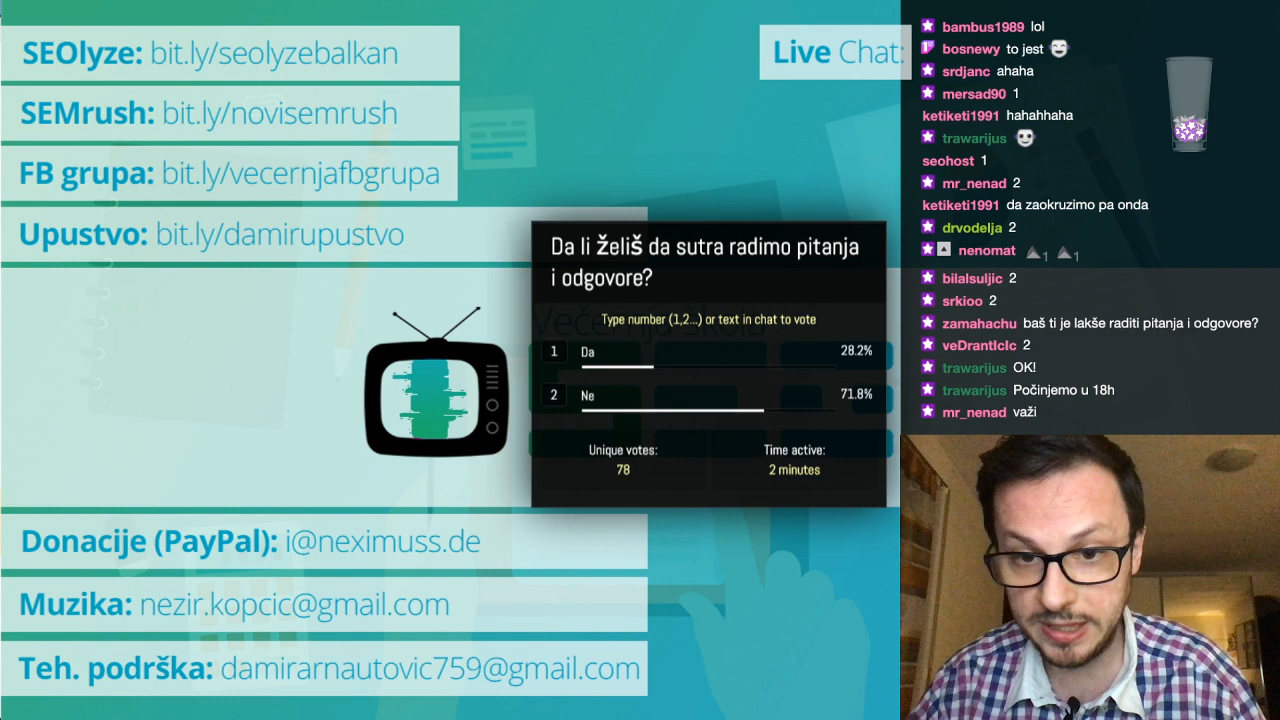 SEOlyze: bit.ly/seolyzebalkan
SEMrush: bit.ly/novisemrush
FB grupa: bit.ly/vecernjafbgrupa
Upustvo: bit.ly/damirupustvo
Live Chat:
Da li želiš da sutra radimo pitanja
i odgovore?
Type number (1,2...) or text in chat to vote
1 Da 28.2%
2 Ne 71.8%
Unique votes:
78
Time active:
2 minutes
Donacije (PayPal): i@neximuss.de
Muzika: nezir.kopcic@gmail.com
Teh. podrška: damirarnautovic759@gmail.com
bambus1989 lol
bosnewy to jest
srdjanc ahaha
mersad90 1
ketiketi1991 hahahhaha
trawarijus
seohost 1
mr_nenad 2
ketiketi1991 da zaokruzimo pa onda
drvodelja 2
nenomat 1 1
bilalsuljic 2
srkioo 2
zamahachu baš ti je lakše raditi pitanja i odgovore?
veDrantIcIc 2
trawarijus OK!
trawarijus Počinjemo u 18h
mr_nenad važi